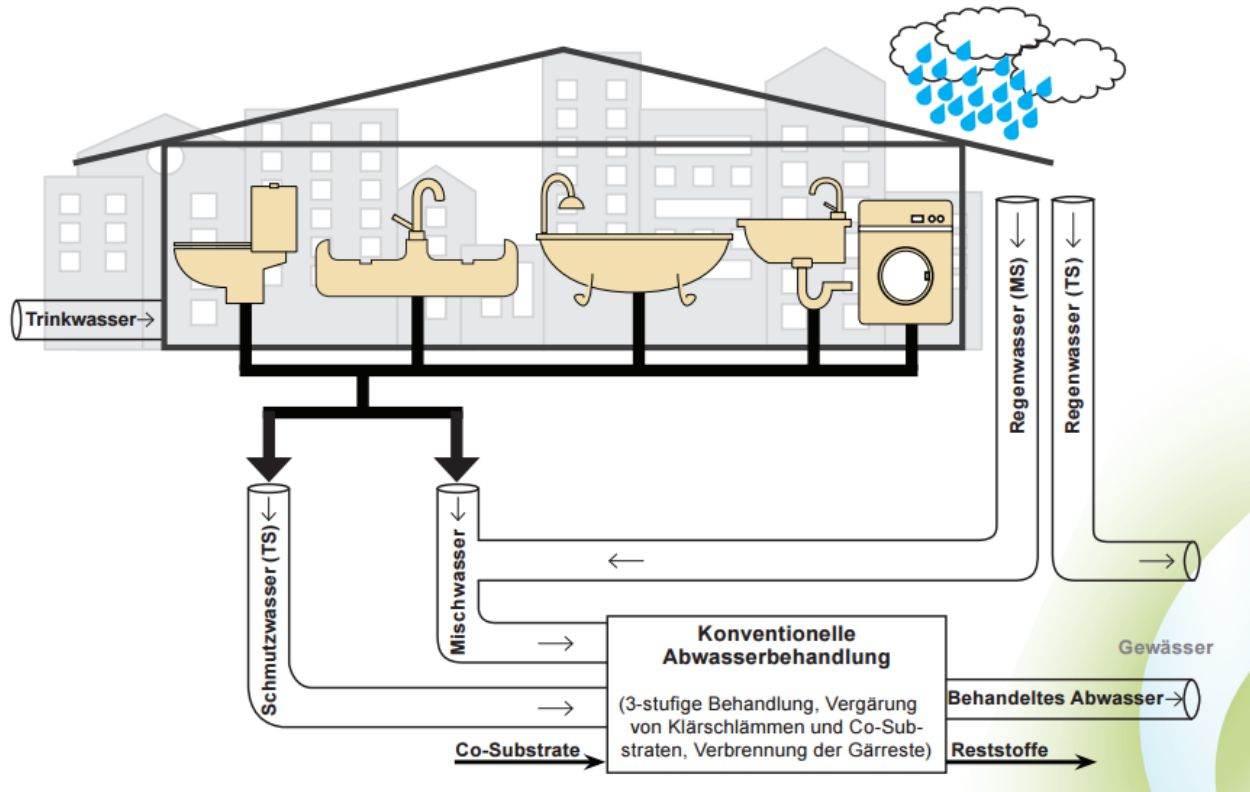 Trinkwasser
Regenwasser (MS)
Regenwasser (TS)
Schmutzwasser (TS)
Mischwasser
Konventionelle
Abwasserbehandlung
(3-stufige Behandlung, Vergärung
von Klärschlämmen und Co-Sub-
straten, Verbrennung der Gärreste)
Gewässer
Behandeltes Abwasser
Co-Substrate
Reststoffe